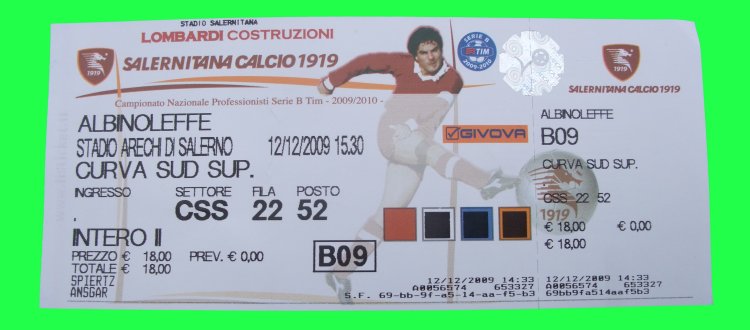 STADIO SALERNITANA
LOMBARDI COSTRUZIONI
1919
SALERNITANA CALCIO 1919
Campionato Nazionale Professionisti Serie B Tim - 2009/2010 -
SERIE B
TIM
2009-2010
ALBINOLEFFE
STADIO ARECHI DI SALERNO 12/12/2009 15.30
CURVA SUD SUP.
INGRESSO SETTORE FILA POSTO
. CSS 22 52
INTERO II
PREZZO € 18,00 PREV. € 0,00
TOTALE € 18,00
SPIERTZ
ANSGAR
B09
GIVOVA
12/12/2009 14:33
A0056574 653327
S.F. 69-bb-9f-a5-14-aa-f5-b3
1919
SALERNITANA CALCIO 1919
ALBINOLEFFE
B09
CURVA SUD SUP.
. CSS 22 52
1919
€ 18,00 € 0,00
€ 18,00
12/12/2009 14:33
A0056574 653327
69bb9fa514aaf5b3